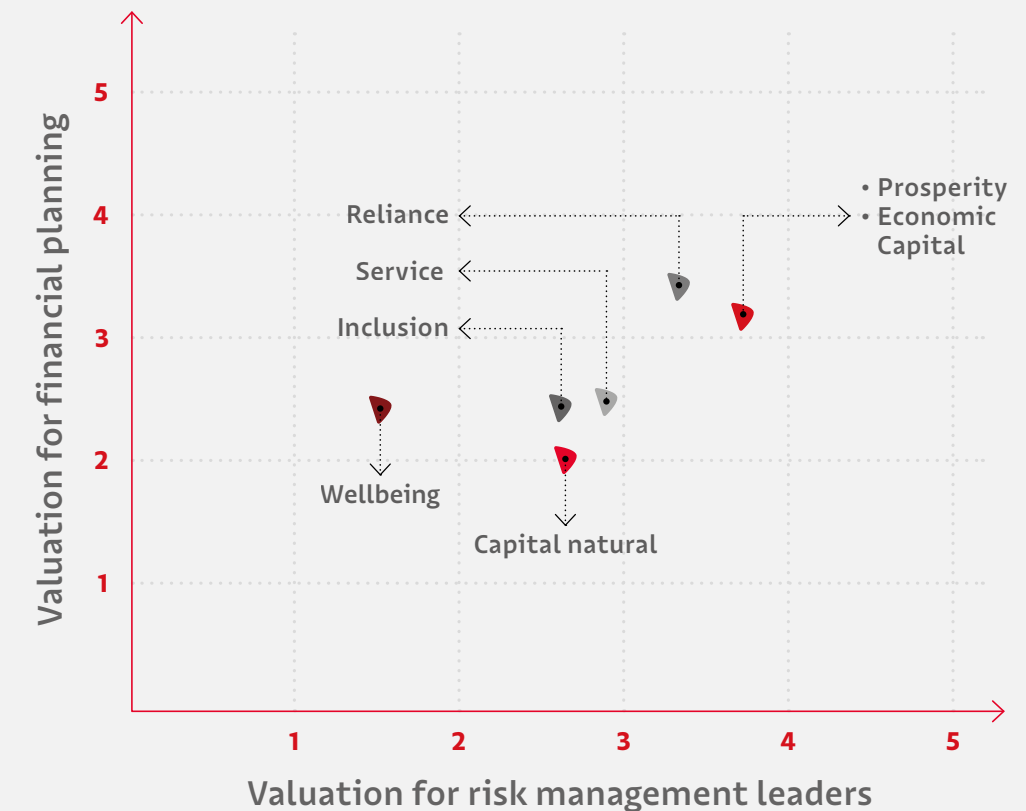 Valuation for financial planning
5
4
3
2
1
Reliance
Service
Inclusion
• Prosperity
• Economic
Capital
Wellbeing
Capital natural
1
2
3
4
5
Valuation for risk management leaders